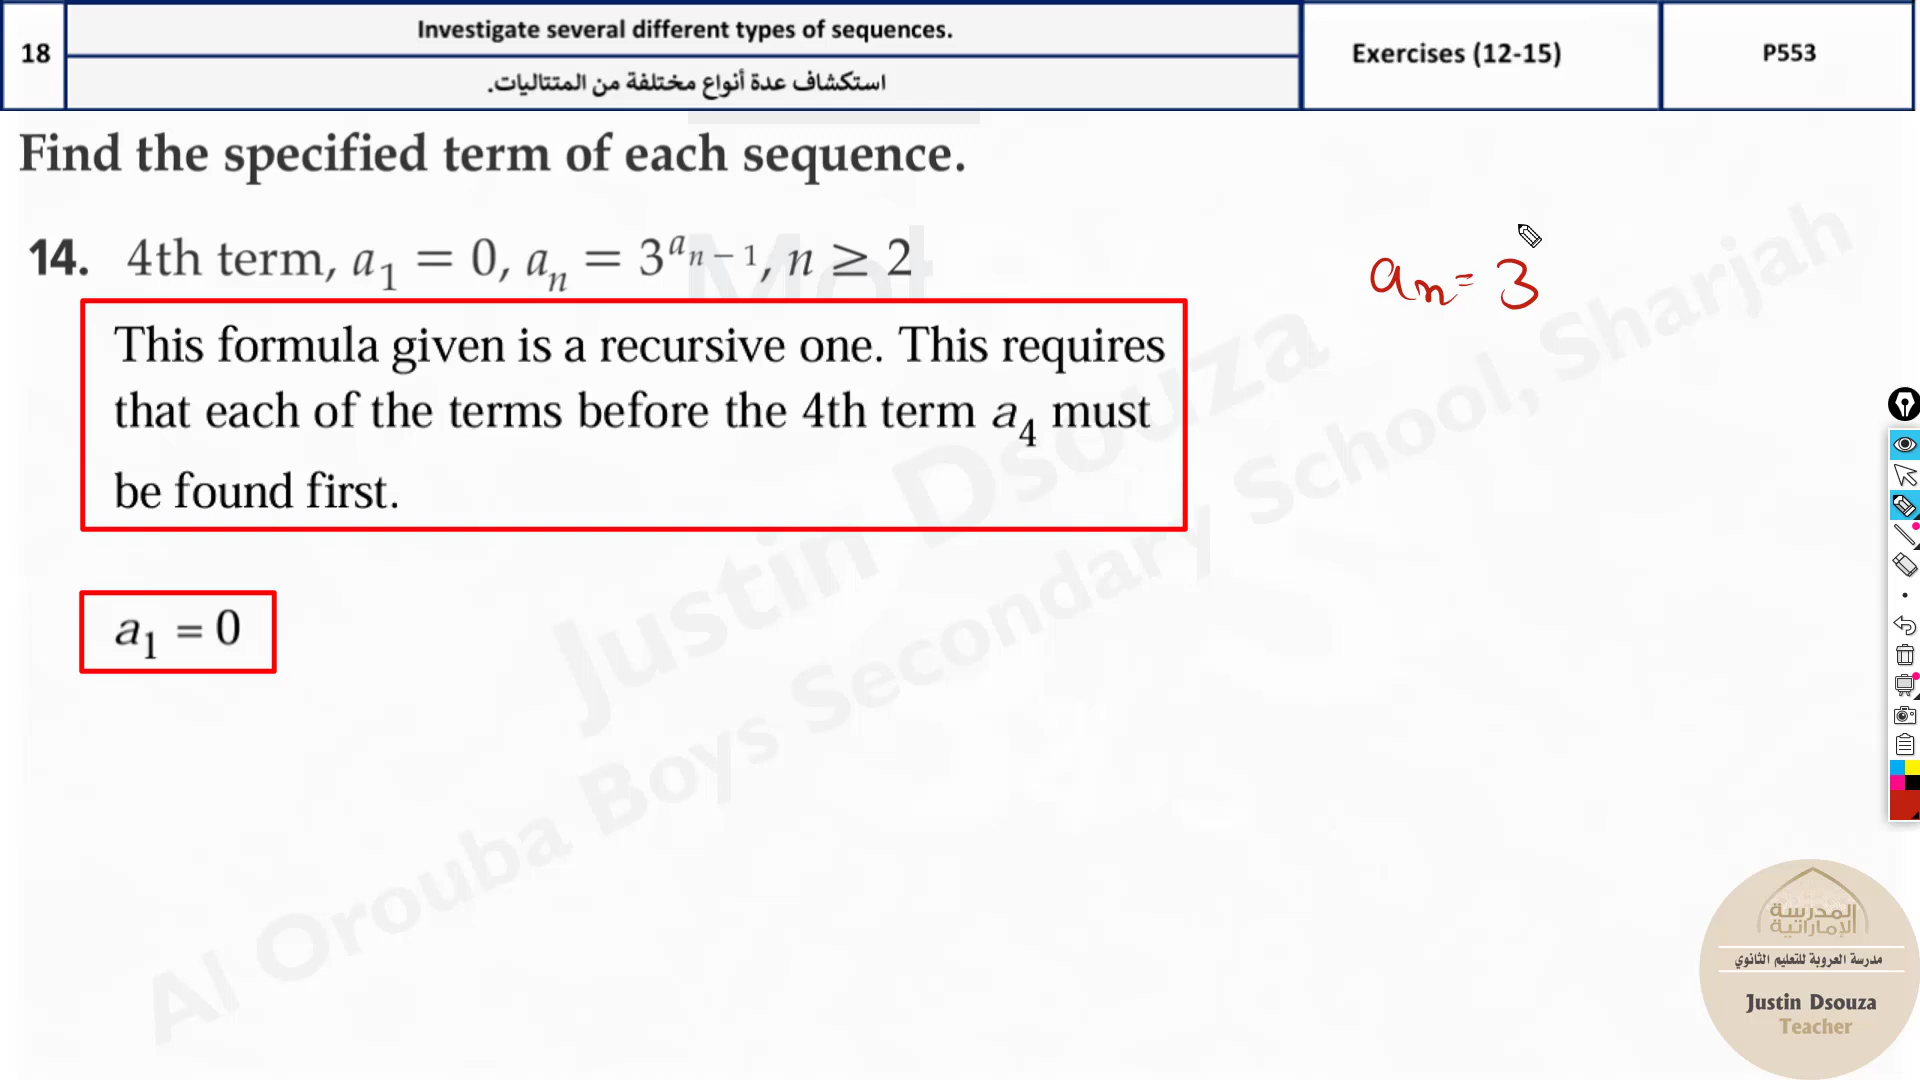 18
Investigate several different types of sequences.
استكشاف عدة أنواع مختلفة من المتتاليات.
Exercises (12-15)
P553
Find the specified term of each sequence.
14. 4th term, a₁ = 0, aₙ = 3^aₙ₋₁, n ≥ 2
aₙ = 3
This formula given is a recursive one. This requires
that each of the terms before the 4th term a₄ must
be found first.
a₁ = 0
Justin Dsouza
Al Orouba Boys Secondary School, Sharjah
المدرسة
الإماراتية
مدرسة العروبة للتعليم الثانوي
Justin Dsouza
Teacher